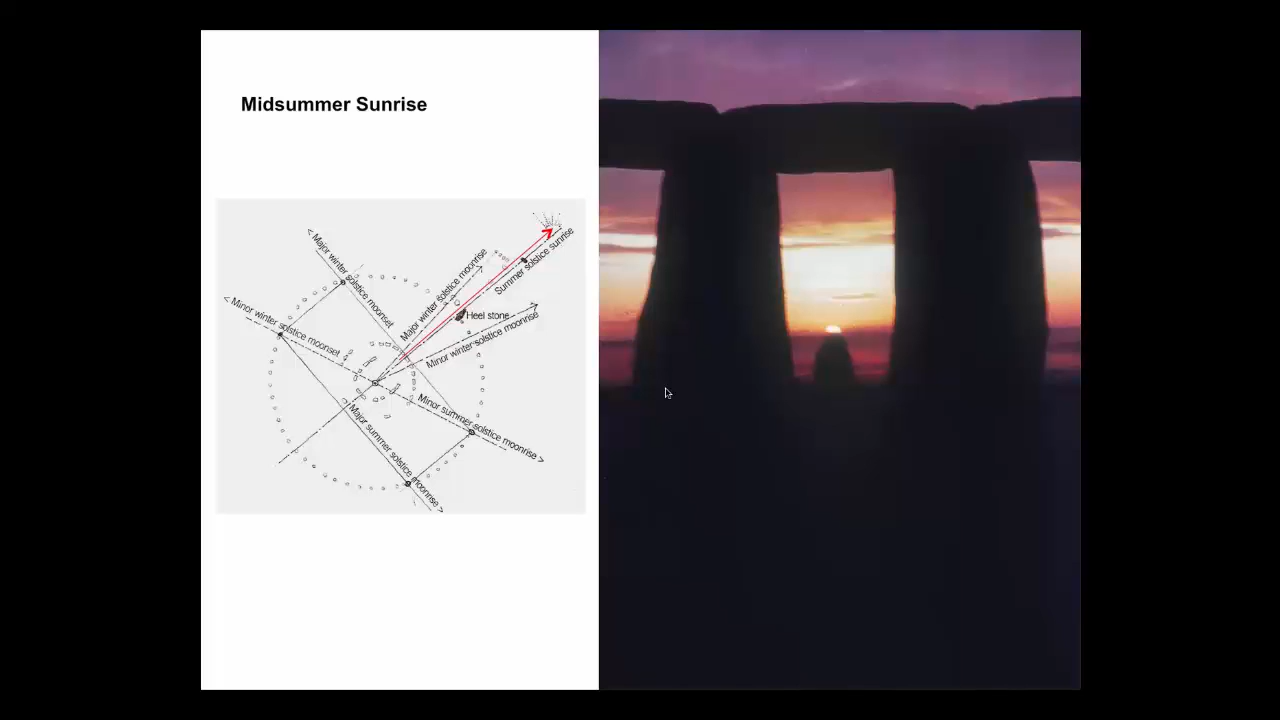 Midsummer Sunrise
< Major winter solstice moonset
< Minor winter solstice moonset
Major winter solstice moonrise
Summer solstice sunrise
Heel stone
Minor winter solstice moonrise
Minor summer solstice moonrise >
Major summer solstice moonrise >